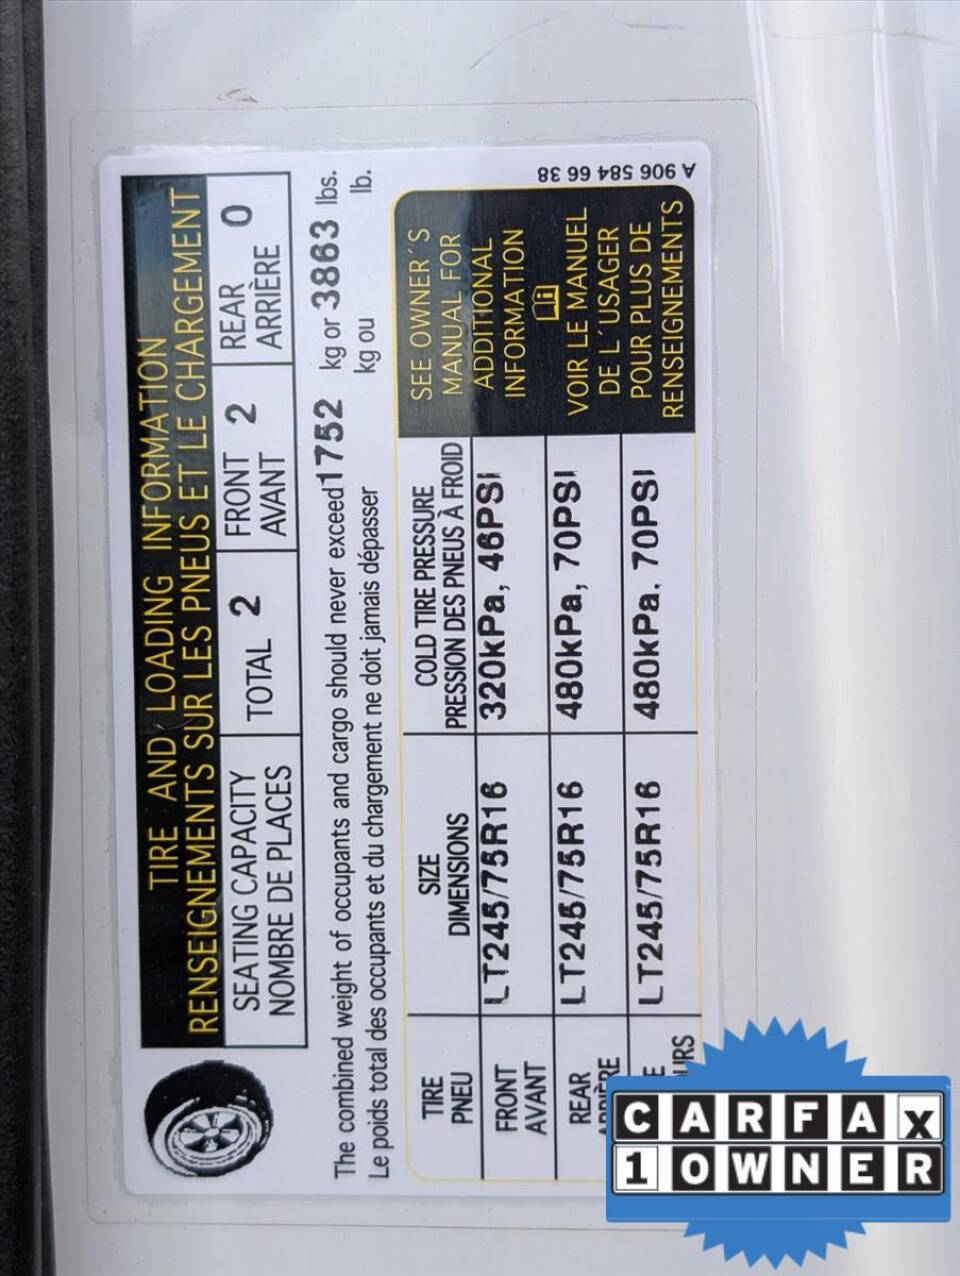 TIRE AND LOADING INFORMATION
RENSEIGNEMENTS SUR LES PNEUS ET LE CHARGEMENT
SEATING CAPACITY TOTAL 2 FRONT 2 REAR 0
NOMBRE DE PLACES AVANT ARRIÈRE
The combined weight of occupants and cargo should never exceed 1752 kg or 3863 lbs.
Le poids total des occupants et du chargement ne doit jamais dépasser kg ou lb.
TIRE SIZE COLD TIRE PRESSURE
PNEU DIMENSIONS PRESSION DES PNEUS À FROID
FRONT LT245/75R16 320kPa, 46PSI
AVANT
REAR LT245/75R16 480kPa, 70PSI
LT245/75R16 480kPa, 70PSI
SEE OWNER'S
MANUAL FOR
ADDITIONAL
INFORMATION
VOIR LE MANUEL
DE L'USAGER
POUR PLUS DE
RENSEIGNEMENTS
A 906 584 66 38
CARFAX
1 OWNER